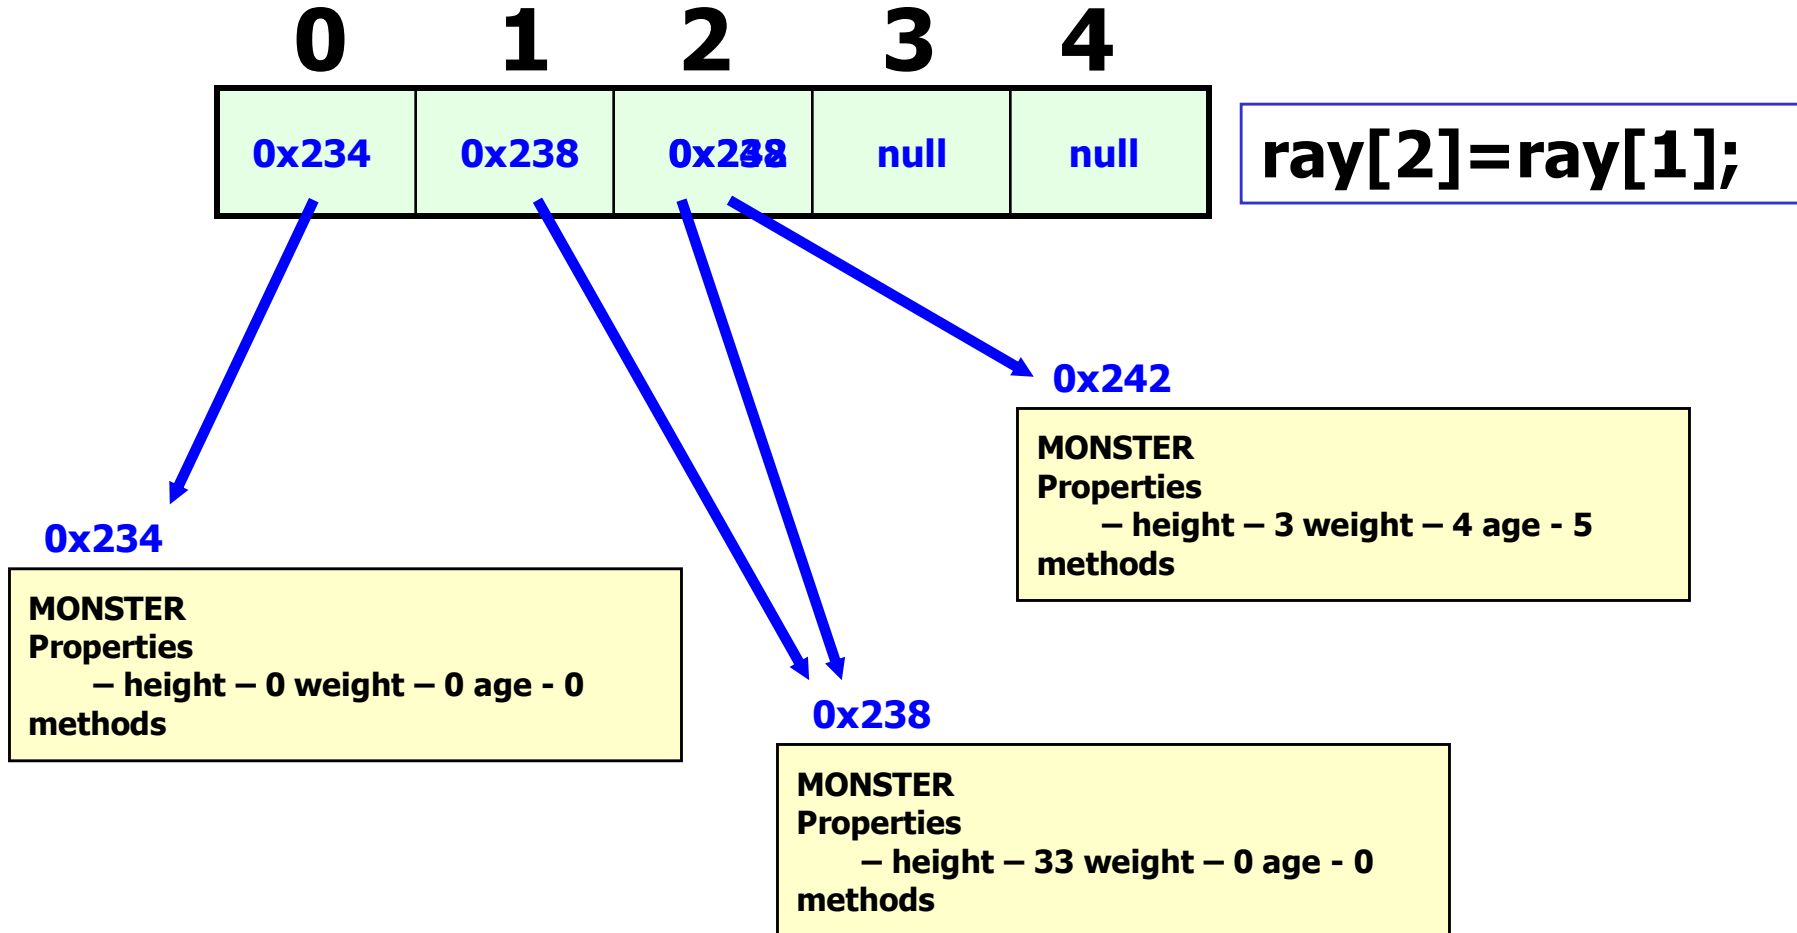 0 1 2 3 4
0x234 0x238 null null
ray[2]=ray[1];
0x242
MONSTER
Properties
– height – 3 weight – 4 age - 5
methods
0x234
MONSTER
Properties
– height – 0 weight – 0 age - 0
methods
0x238
MONSTER
Properties
– height – 33 weight – 0 age - 0
methods